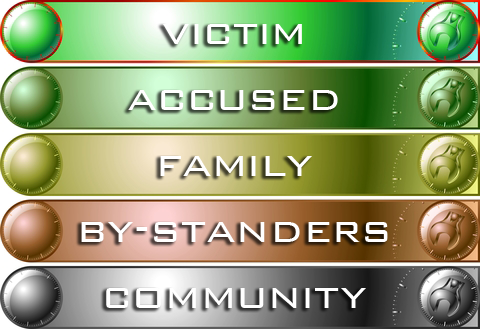 VICTIM
ACCUSED
FAMILY
BY-STANDERS
COMMUNITY